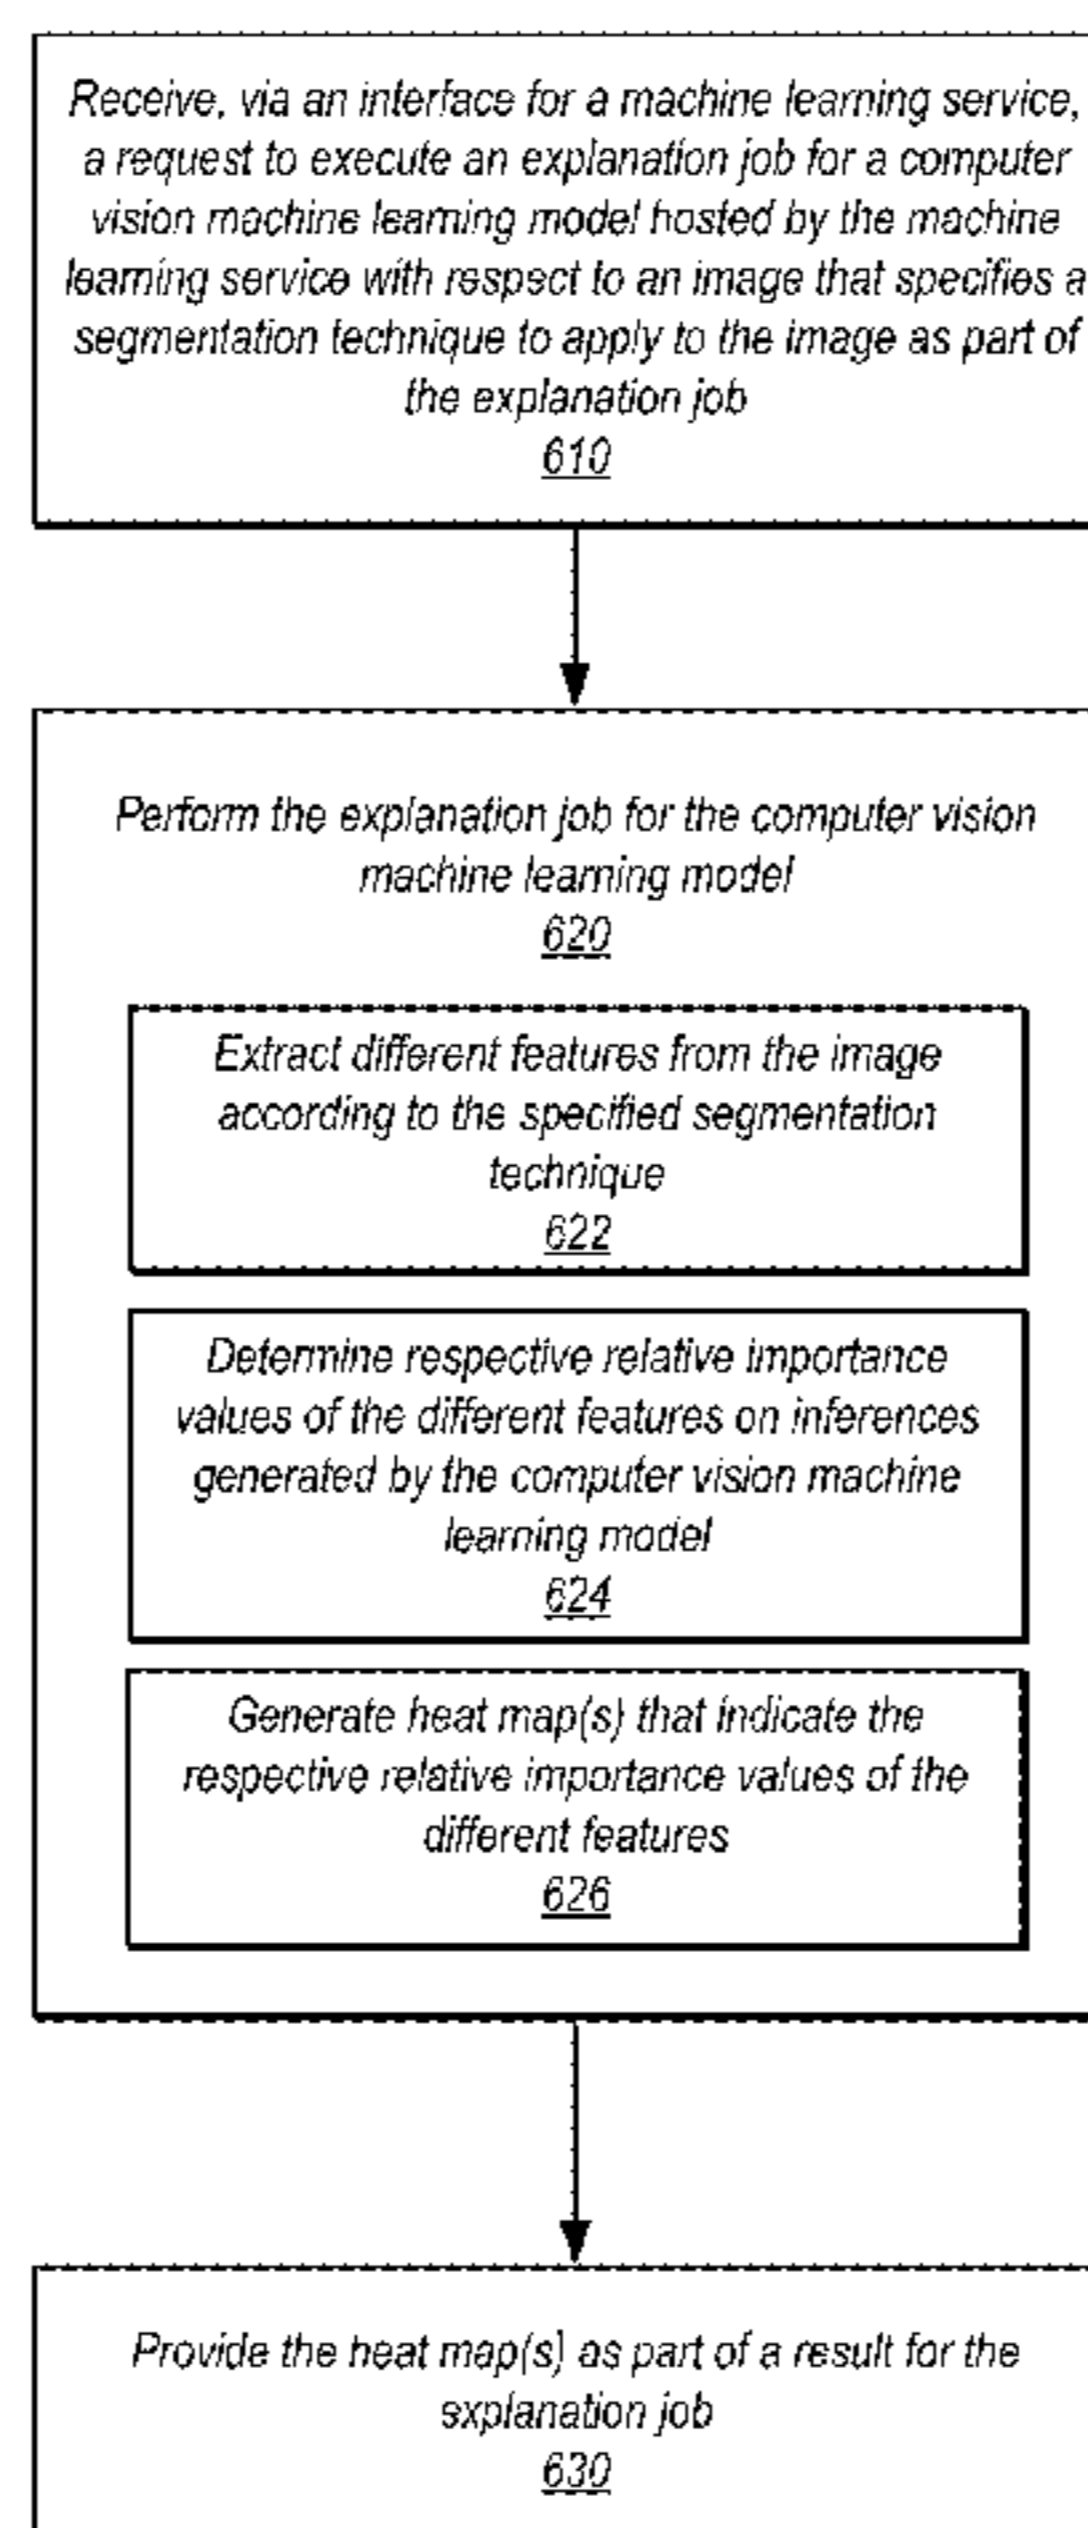 Receive, via an interface for a machine learning service,
a request to execute an explanation job for a computer
vision machine learning model hosted by the machine
learning service with respect to an image that specifies a
segmentation technique to apply to the image as part of
the explanation job
610
Perform the explanation job for the computer vision
machine learning model
620
Extract different features from the image
according to the specified segmentation
technique
622
Determine respective relative importance
values of the different features on inferences
generated by the computer vision machine
learning model
624
Generate heat map(s) that indicate the
respective relative importance values of the
different features
626
Provide the heat map(s) as part of a result for the
explanation job
630